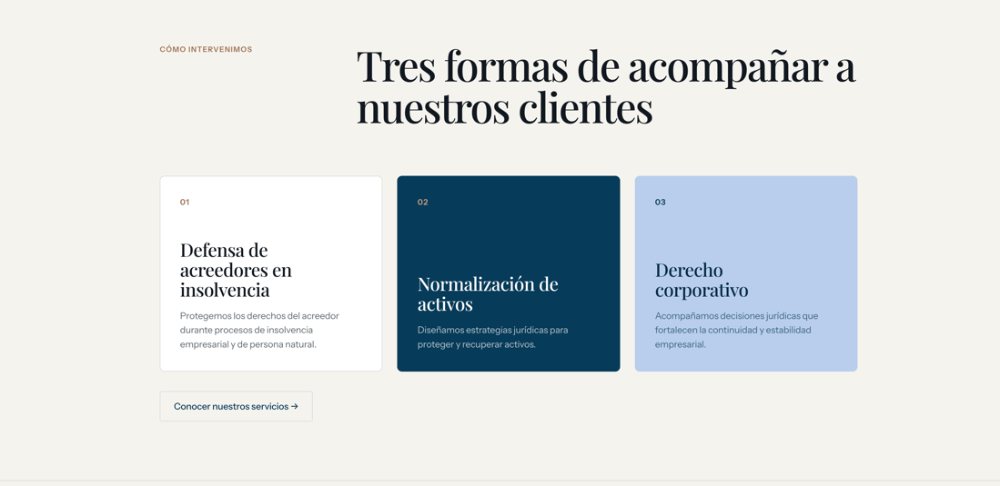 CÓMO INTERVENIMOS
Tres formas de acompañar a
nuestros clientes
01
Defensa de
acreedores en
insolvencia
Protegemos los derechos del acreedor
durante procesos de insolvencia
empresarial y de persona natural.
02
Normalización de
activos
Diseñamos estrategias jurídicas para
proteger y recuperar activos.
03
Derecho
corporativo
Acompañamos decisiones jurídicas que
fortalecen la continuidad y estabilidad
empresarial.
Conocer nuestros servicios →